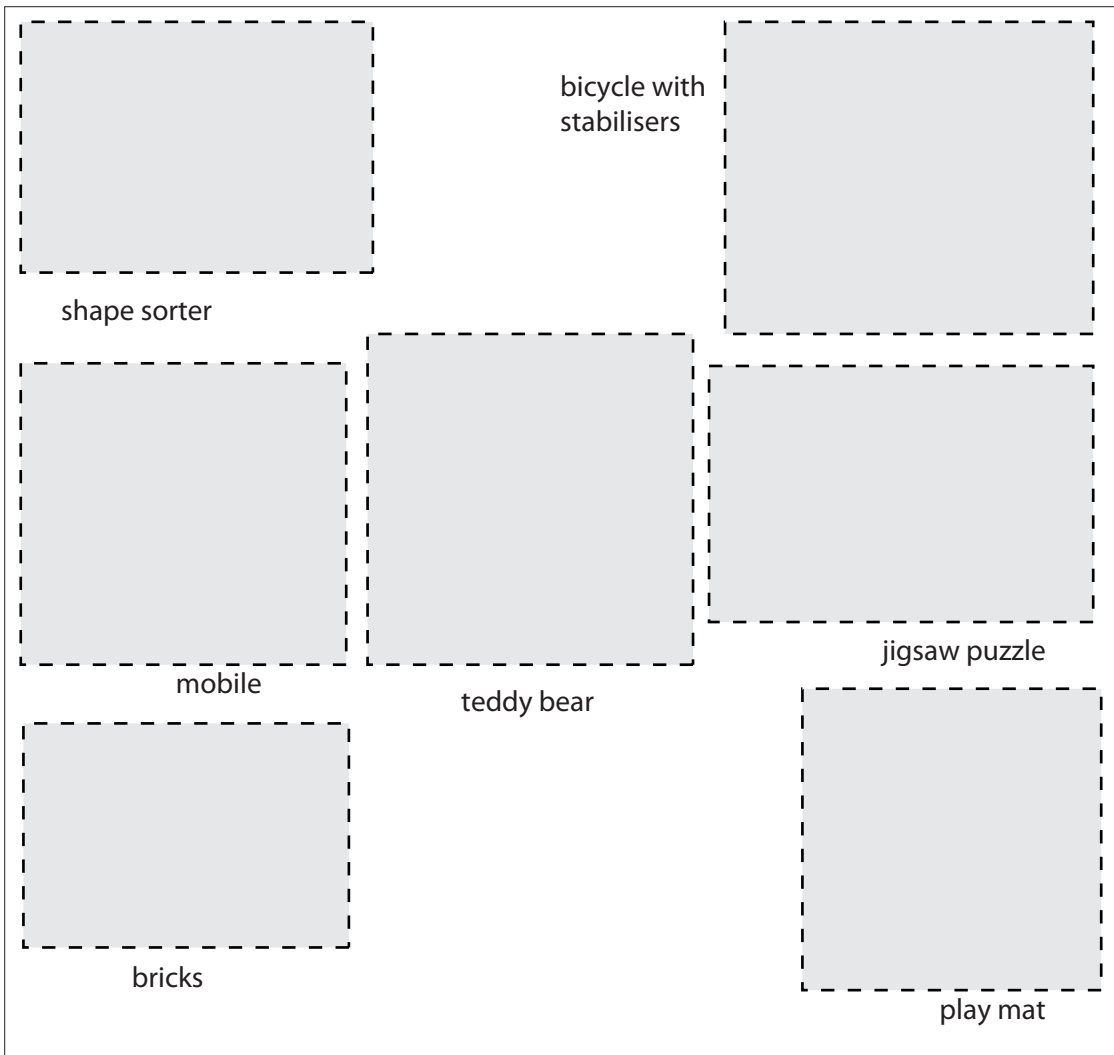 bicycle with
stabilisers
shape sorter
jigsaw puzzle
mobile
teddy bear
bricks
play mat